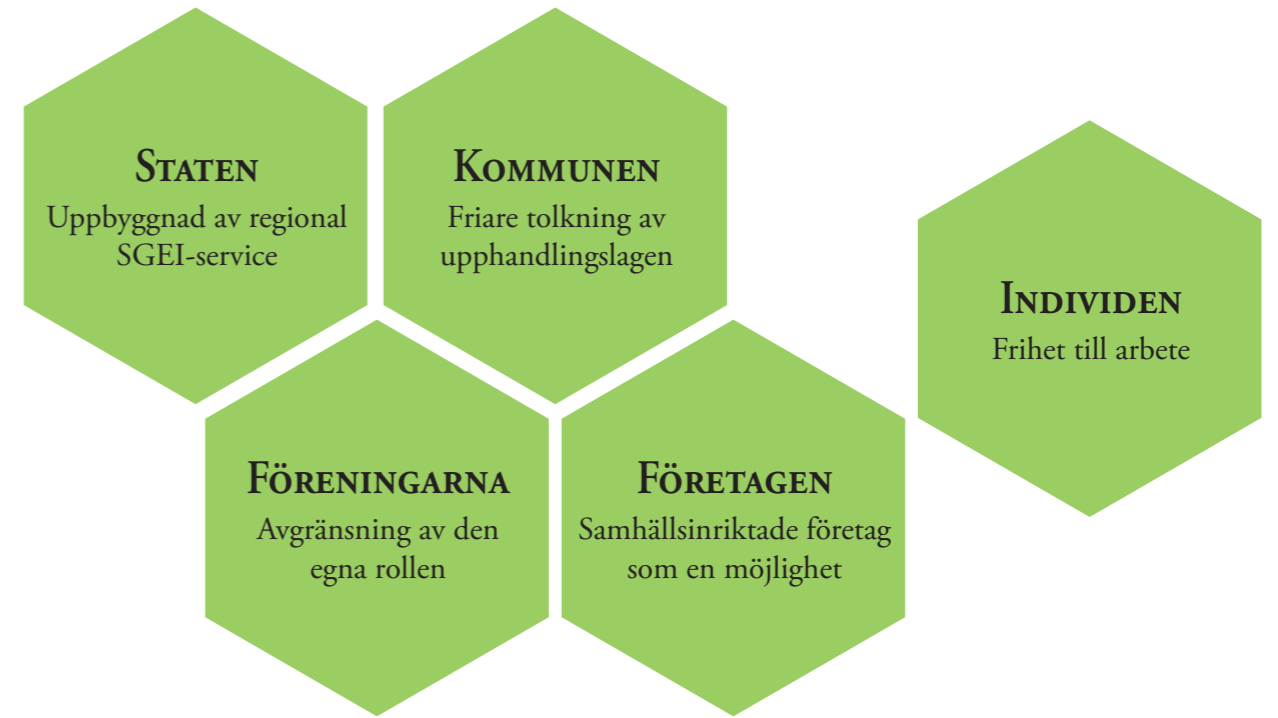 Staten
Uppbyggnad av regional
SGEI-service
Kommunen
Friare tolkning av
upphandlingslagen
Individen
Frihet till arbete
Föreningarna
Avgränsning av den
egna rollen
Företagen
Samhällsinriktade företag
som en möjlighet